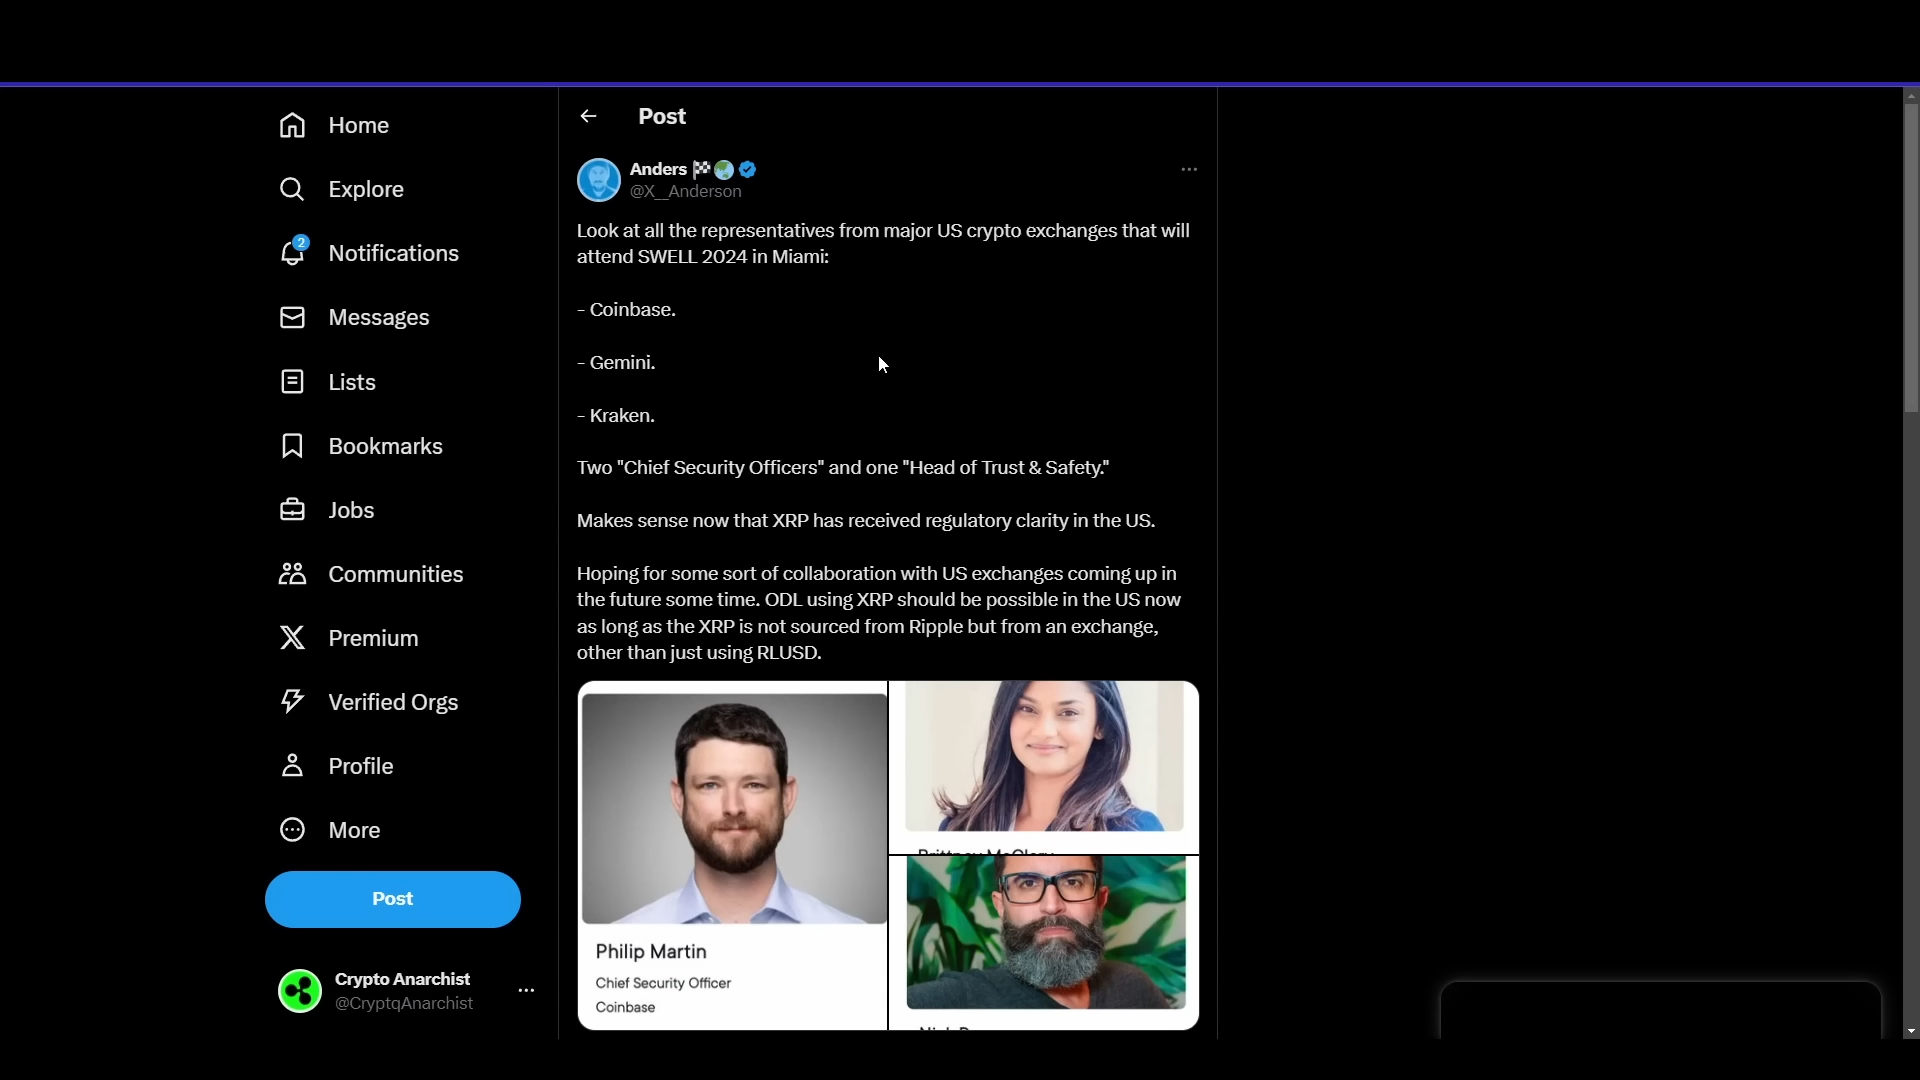 Home
Explore
2
Notifications
Messages
Lists
Bookmarks
Jobs
Communities
Premium
Verified Orgs
Profile
More
Post
Crypto Anarchist
@CryptqAnarchist
Post
Anders
@X__Anderson
Look at all the representatives from major US crypto exchanges that will
attend SWELL 2024 in Miami:
- Coinbase.
- Gemini.
- Kraken.
Two "Chief Security Officers" and one "Head of Trust & Safety."
Makes sense now that XRP has received regulatory clarity in the US.
Hoping for some sort of collaboration with US exchanges coming up in
the future some time. ODL using XRP should be possible in the US now
as long as the XRP is not sourced from Ripple but from an exchange,
other than just using RLUSD.
Philip Martin
Chief Security Officer
Coinbase